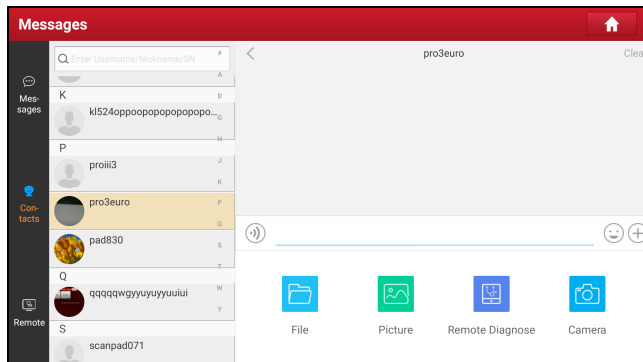 Messages
Enter Username/Nickname/SN
#
A
D
G
H
J
K
P
Q
S
T
W
Y
Mes-
sages
Con-
tacts
Remote
K
kl524oppoopopopopopopo...
P
proiii3
pro3euro
pad830
Q
qqqqqwgyyuyuyyuuiui
S
scanpad071
pro3euro
Clea
File
Picture
Remote Diagnose
Camera